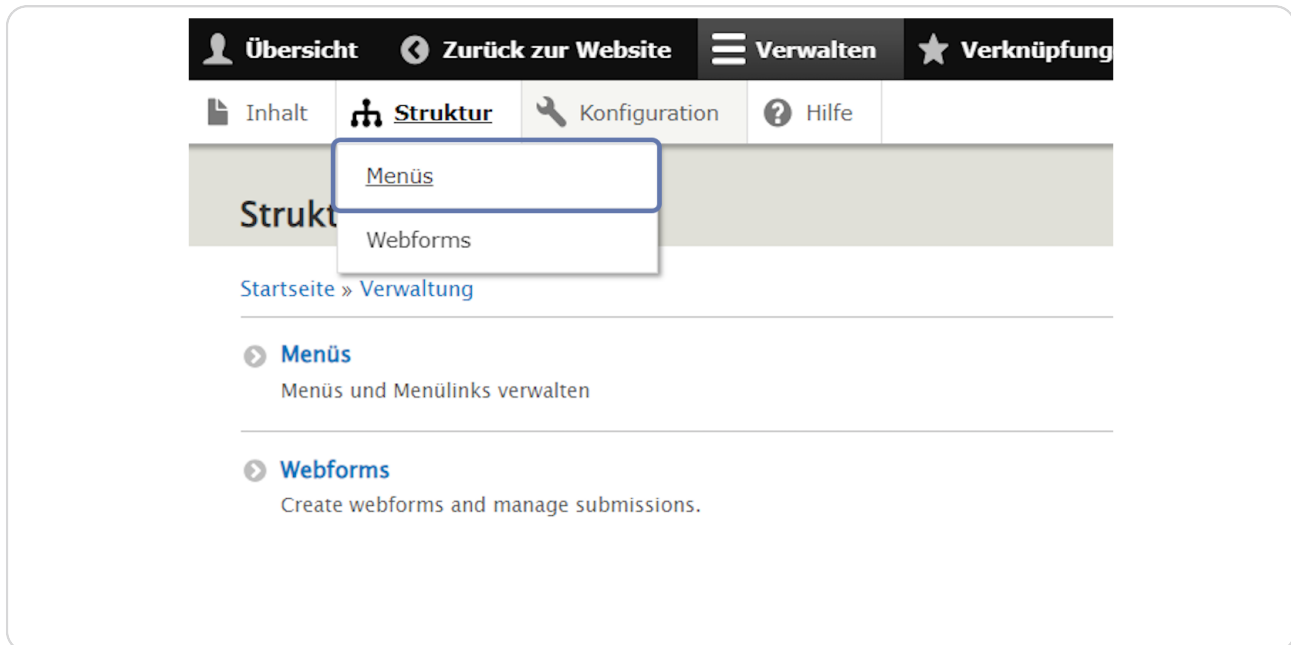 Übersicht Zurück zur Website Verwalten Verknüpfung
Inhalt Struktur Konfiguration Hilfe
Menüs
Strukt
Webforms
Startseite » Verwaltung
Menüs
Menüs und Menülinks verwalten
Webforms
Create webforms and manage submissions.